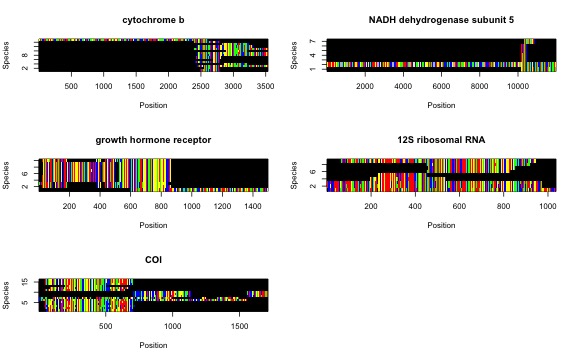 cytochrome b
Species
2 8
500 1000 1500 2000 2500 3000 3500
Position
NADH dehydrogenase subunit 5
Species
1 4 7
2000 4000 6000 8000 10000
Position
growth hormone receptor
Species
2 6
200 400 600 800 1000 1200 1400
Position
12S ribosomal RNA
Species
2 6
200 400 600 800 1000
Position
COI
Species
5 15
500 1000 1500
Position